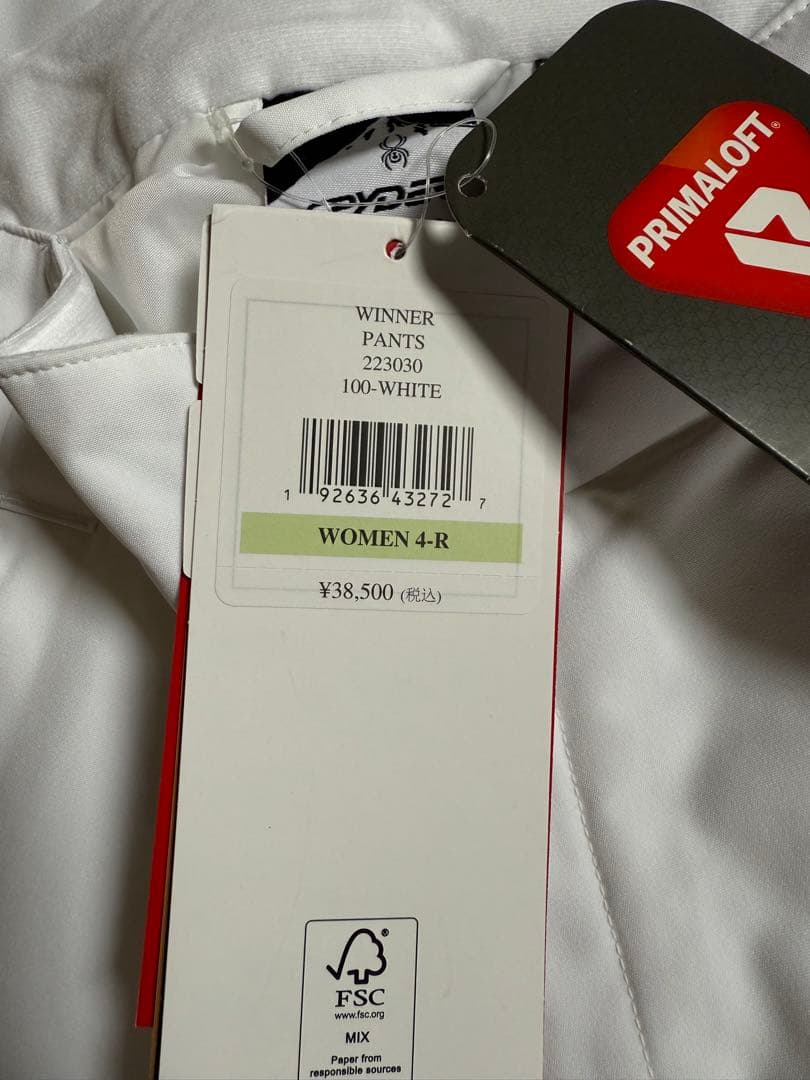 SPYDER
PRIMALOFT®
WINNER
PANTS
223030
100-WHITE
1 92636 43272 7
WOMEN 4-R
¥38,500 (税込)
FSC®
www.fsc.org
MIX
Paper from
responsible sources